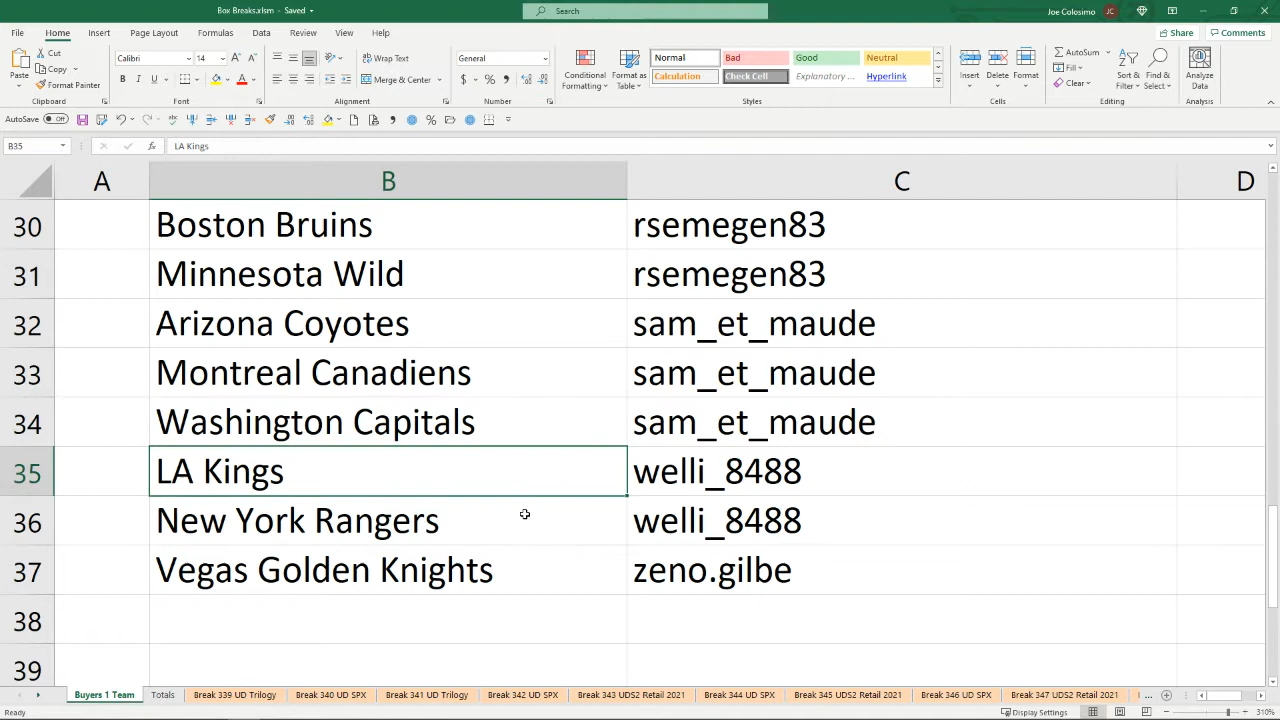 Box Breaks.xlsm - Saved
Search
Joe Colosimo JC
File Home Insert Page Layout Formulas Data Review View Help
Share Comments
Paste
Cut
Copy
Format Painter
Clipboard
Calibri 14
B I U
Font
Wrap Text
Merge & Center
Alignment
General
$ %
Number
Conditional Formatting
Format as Table
Normal Bad Good Neutral
Calculation Check Cell Explanatory ... Hyperlink
Styles
Insert Delete Format
Cells
AutoSum
Fill
Clear
Sort & Filter
Find & Select
Editing
Analyze Data
Analysis
AutoSave Off
B35 fx LA Kings
A B C D
30 Boston Bruins rsemegen83
31 Minnesota Wild rsemegen83
32 Arizona Coyotes sam_et_maude
33 Montreal Canadiens sam_et_maude
34 Washington Capitals sam_et_maude
35 LA Kings welli_8488
36 New York Rangers welli_8488
37 Vegas Golden Knights zeno.gilbe
38
39
Buyers 1 Team Totals Break 339 UD Trilogy Break 340 UD SPX Break 341 UD Trilogy Break 342 UD SPX Break 343 UDS2 Retail 2021 Break 344 UD SPX Break 345 UDS2 Retail 2021 Break 346 UD SPX Break 347 UDS2 Retail 2021 ...
Ready Display Settings 310%